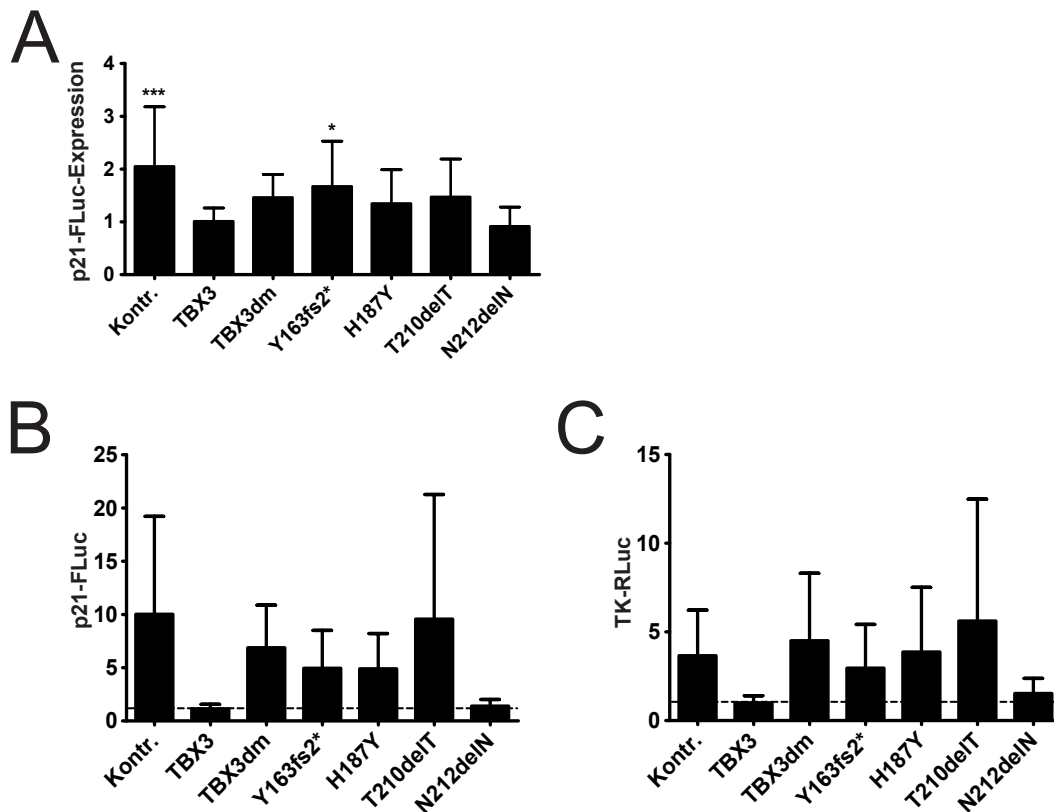 A
p21-FLuc-Expression
4
3
2
1
0
***
*
Kontr.
TBX3
TBX3dm
Y163fs2*
H187Y
T210delT
N212delN
B
p21-FLuc
25
20
15
10
5
0
Kontr.
TBX3
TBX3dm
Y163fs2*
H187Y
T210delT
N212delN
C
TK-RLuc
15
10
5
0
Kontr.
TBX3
TBX3dm
Y163fs2*
H187Y
T210delT
N212delN